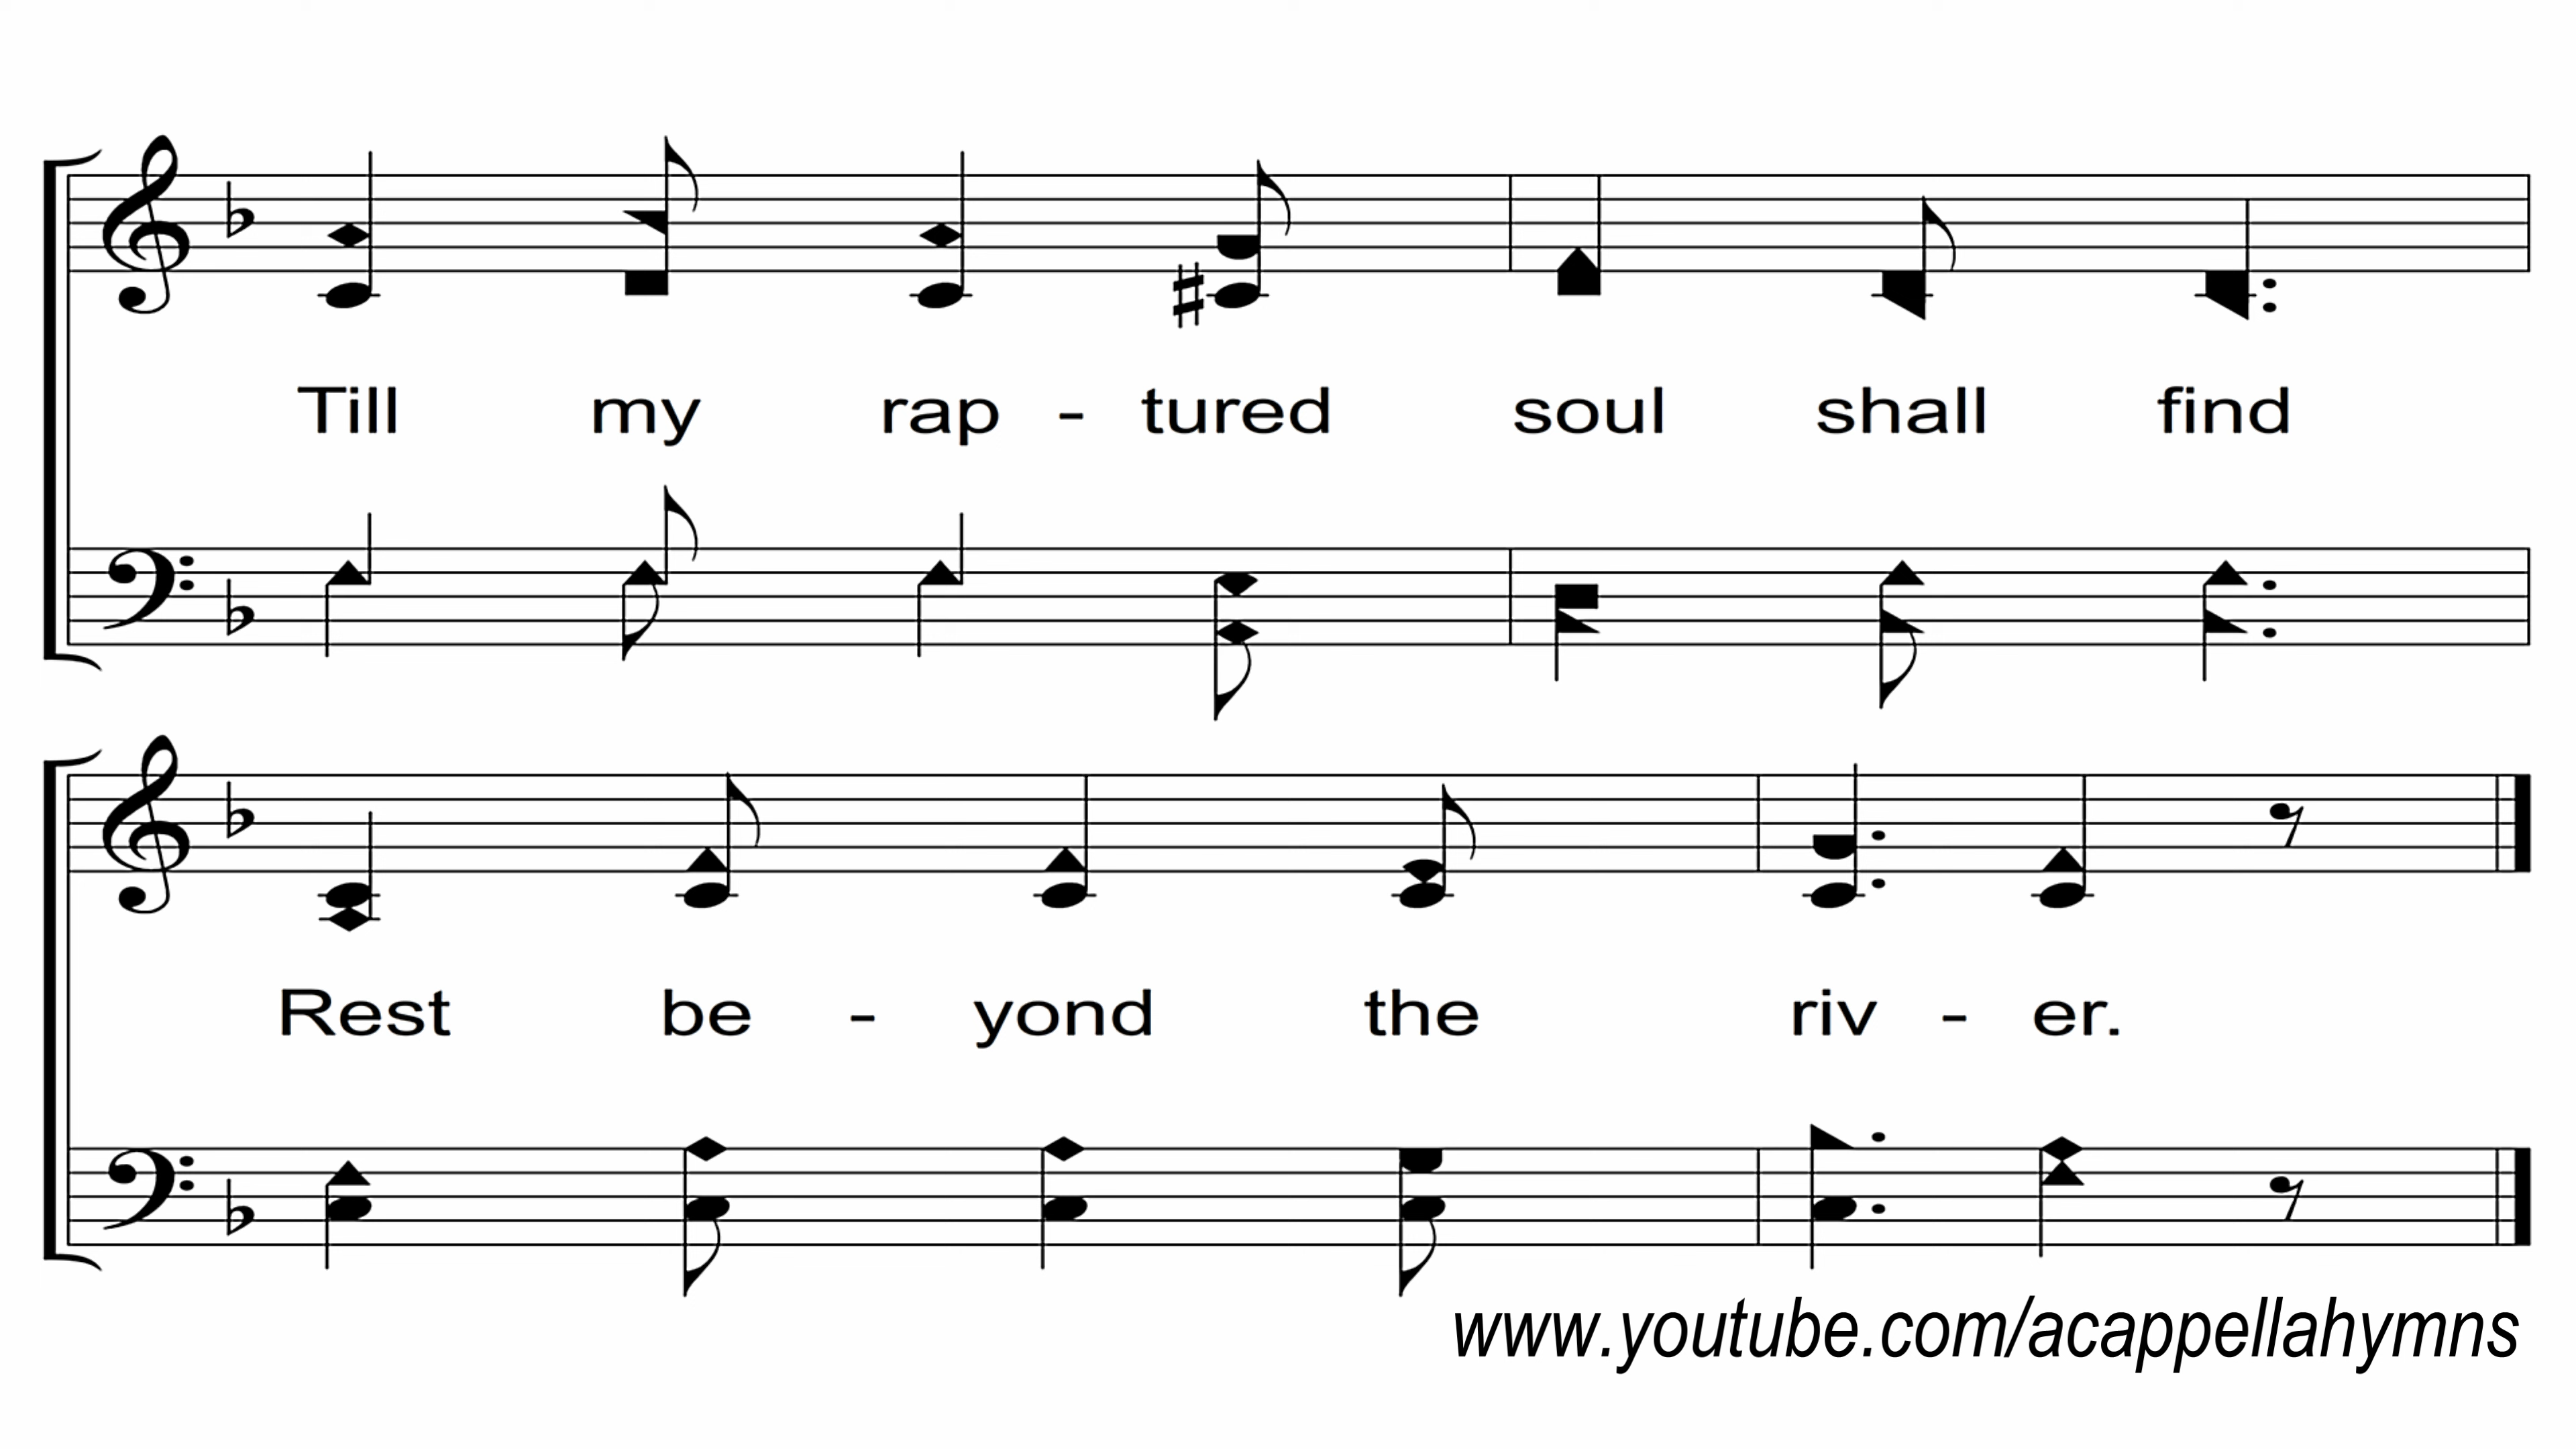 Till my rap - tured soul shall find
Rest be - yond the riv - er.
www.youtube.com/acappellahymns